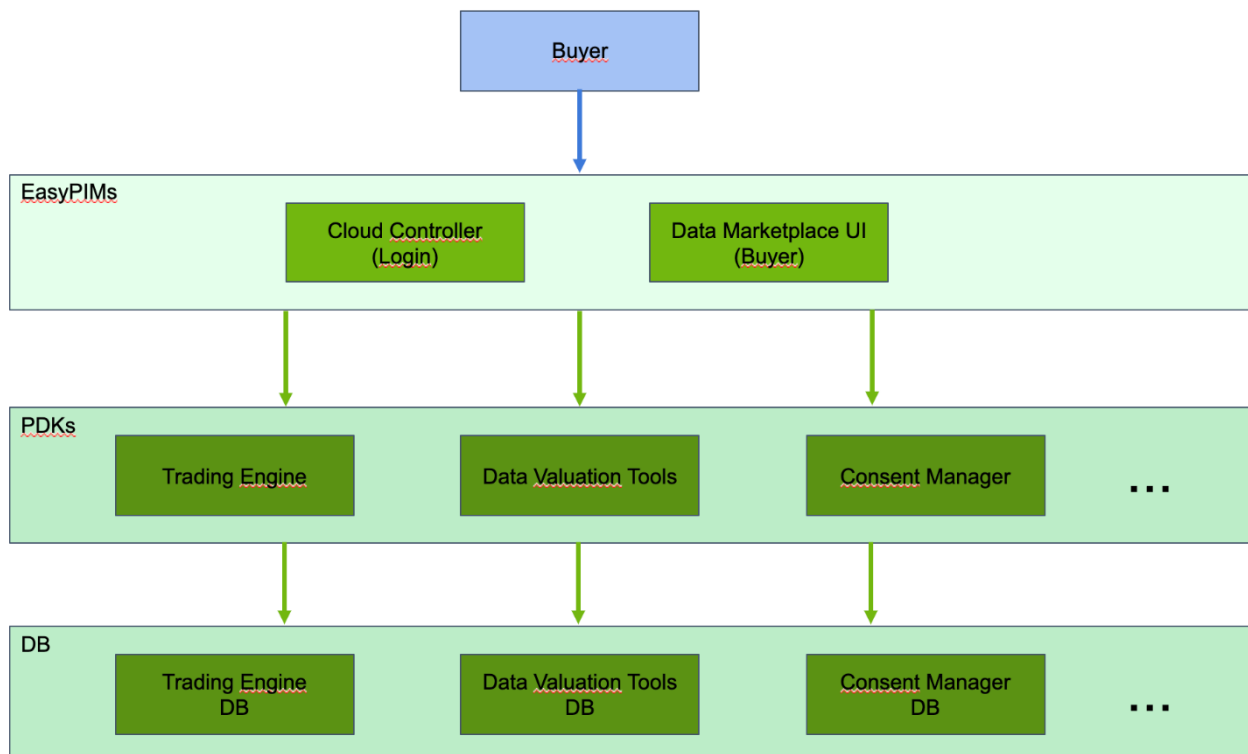 Buyer
EasyPIMs
Cloud Controller
(Login)
Data Marketplace UI
(Buyer)
PDKs
Trading Engine
Data Valuation Tools
Consent Manager
...
DB
Trading Engine
DB
Data Valuation Tools
DB
Consent Manager
DB
...